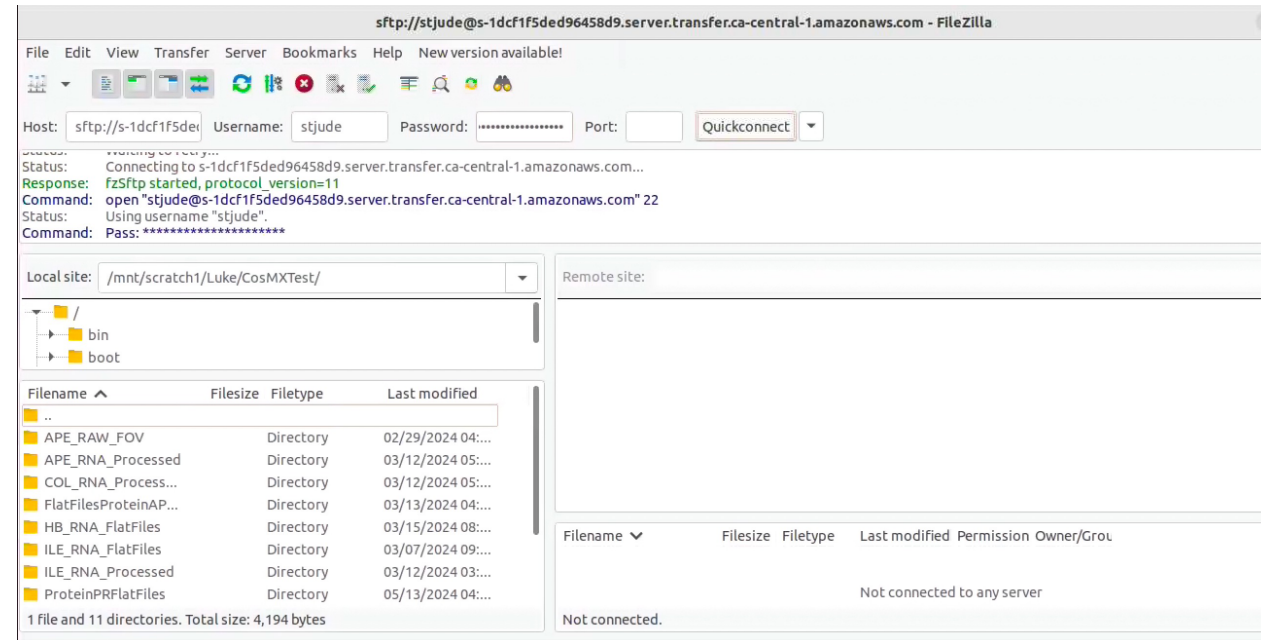 sftp://stjude@s-1dcf1f5ded96458d9.server.transfer.ca-central-1.amazonaws.com - FileZilla
File Edit View Transfer Server Bookmarks Help New version available!
Host: sftp://s-1dcf1f5de Username: stjude Password: •••••••••••••••••• Port: Quickconnect
Status: Waiting to retry...
Status: Connecting to s-1dcf1f5ded96458d9.server.transfer.ca-central-1.amazonaws.com...
Response: fzSftp started, protocol_version=11
Command: open "stjude@s-1dcf1f5ded96458d9.server.transfer.ca-central-1.amazonaws.com" 22
Status: Using username "stjude".
Command: Pass: *********************
Local site: /mnt/scratch1/Luke/CosMXTest/
/
bin
boot
Filename Filesize Filetype Last modified
..
APE_RAW_FOV Directory 02/29/2024 04:...
APE_RNA_Processed Directory 03/12/2024 05:...
COL_RNA_Process... Directory 03/12/2024 05:...
FlatFilesProteinAP... Directory 03/13/2024 04:...
HB_RNA_FlatFiles Directory 03/15/2024 08:...
ILE_RNA_FlatFiles Directory 03/07/2024 09:...
ILE_RNA_Processed Directory 03/12/2024 03:...
ProteinPRFlatFiles Directory 05/13/2024 04:...
1 file and 11 directories. Total size: 4,194 bytes
Remote site:
Filename Filesize Filetype Last modified Permission Owner/Grou
Not connected to any server
Not connected.